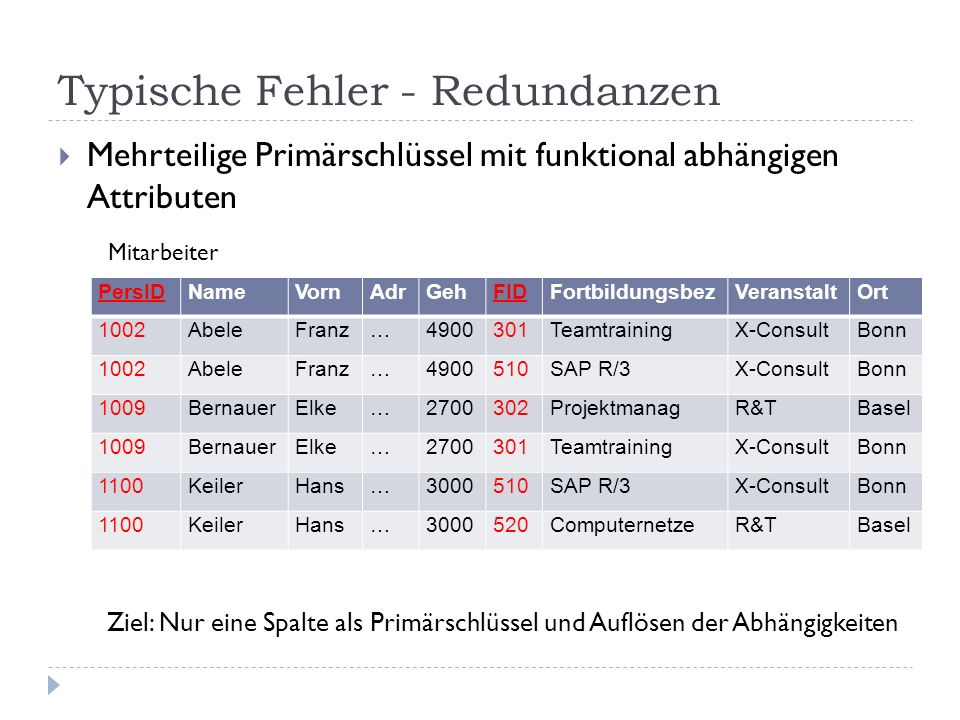 Typische Fehler - Redundanzen
Mehrteilige Primärschlüssel mit funktional abhängigen
Attributen
Mitarbeiter
PersID Name Vorn Adr Geh FID Fortbildungsbez Veranstalt Ort
1002 Abele Franz … 4900 301 Teamtraining X-Consult Bonn
1002 Abele Franz … 4900 510 SAP R/3 X-Consult Bonn
1009 Bernauer Elke … 2700 302 Projektmanag R&T Basel
1009 Bernauer Elke … 2700 301 Teamtraining X-Consult Bonn
1100 Keiler Hans … 3000 510 SAP R/3 X-Consult Bonn
1100 Keiler Hans … 3000 520 Computernetze R&T Basel
Ziel: Nur eine Spalte als Primärschlüssel und Auflösen der Abhängigkeiten